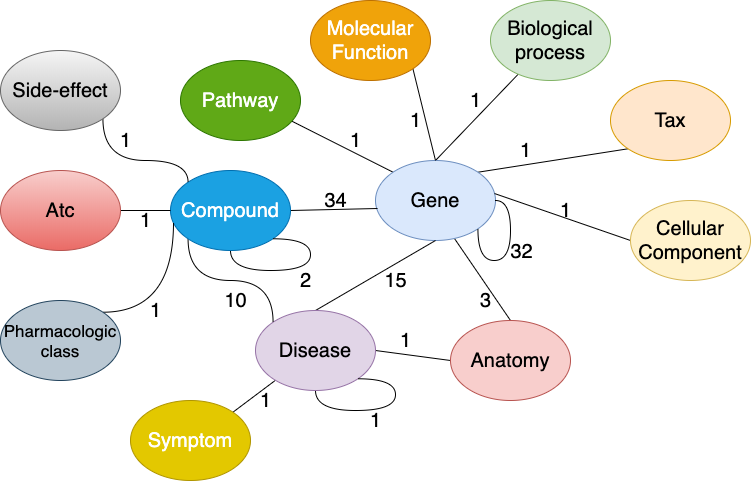 Molecular
Function
Biological
process
Side-effect
Pathway
Tax
1
1
1
1
1
1
Atc
Compound
34
Gene
1
1
Cellular
Component
32
2
10
15
3
1
Pharmacologic
class
Disease
1
Anatomy
1
1
Symptom